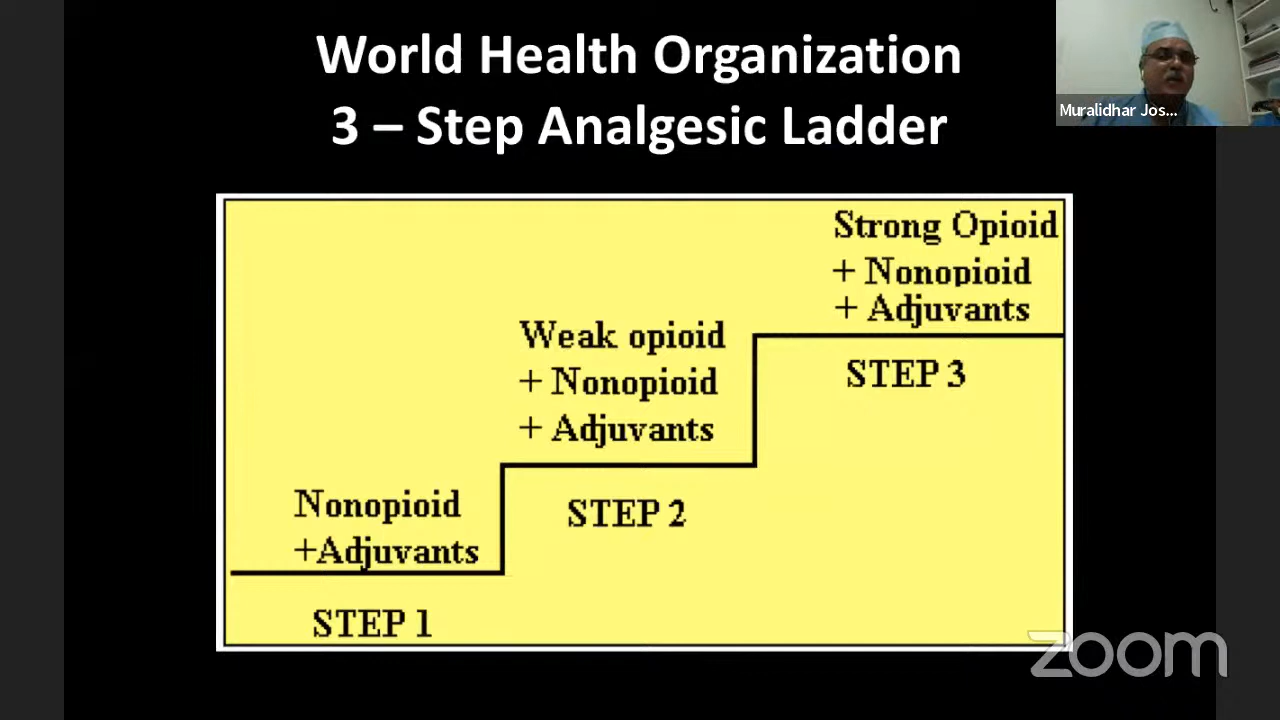 World Health Organization
3 – Step Analgesic Ladder
Muralidhar Jos...
Strong Opioid
+ Nonopioid
+ Adjuvants
STEP 3
Weak opioid
+ Nonopioid
+ Adjuvants
STEP 2
Nonopioid
+Adjuvants
STEP 1
zoom